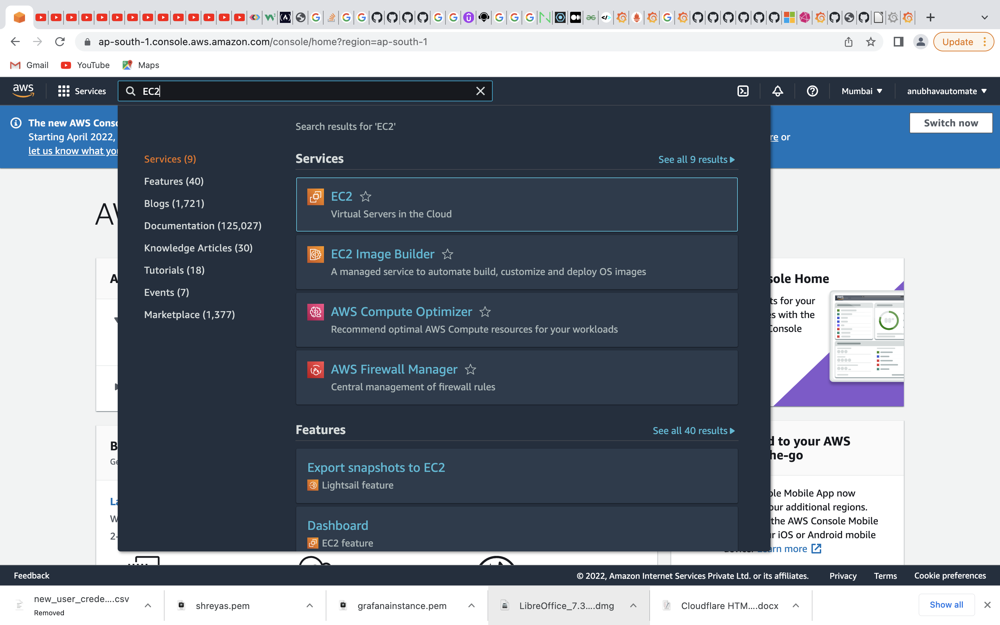 ap-south-1.console.aws.amazon.com/console/home?region=ap-south-1
Update
Gmail
YouTube
Maps
aws
Services
EC2
Mumbai
anubhavautomate
The new AWS Conso
Starting April 2022,
let us know what you
re or
Switch now
Search results for 'EC2'
Services (9)
Features (40)
Blogs (1,721)
Documentation (125,027)
Knowledge Articles (30)
Tutorials (18)
Events (7)
Marketplace (1,377)
Services
See all 9 results
EC2
Virtual Servers in the Cloud
EC2 Image Builder
A managed service to automate build, customize and deploy OS images
AWS Compute Optimizer
Recommend optimal AWS Compute resources for your workloads
AWS Firewall Manager
Central management of firewall rules
Features
See all 40 results
Export snapshots to EC2
Lightsail feature
Dashboard
EC2 feature
sole Home
ts for your
es with the
Console
d to your AWS
he-go
ole Mobile App now
our additional regions.
the AWS Console Mobile
r iOS or Android mobile
earn more
Feedback
© 2022, Amazon Internet Services Private Ltd. or its affiliates.
Privacy
Terms
Cookie preferences
new_user_crede....csv
Removed
shreyas.pem
grafanainstance.pem
LibreOffice_7.3....dmg
Cloudflare HTM....docx
Show all